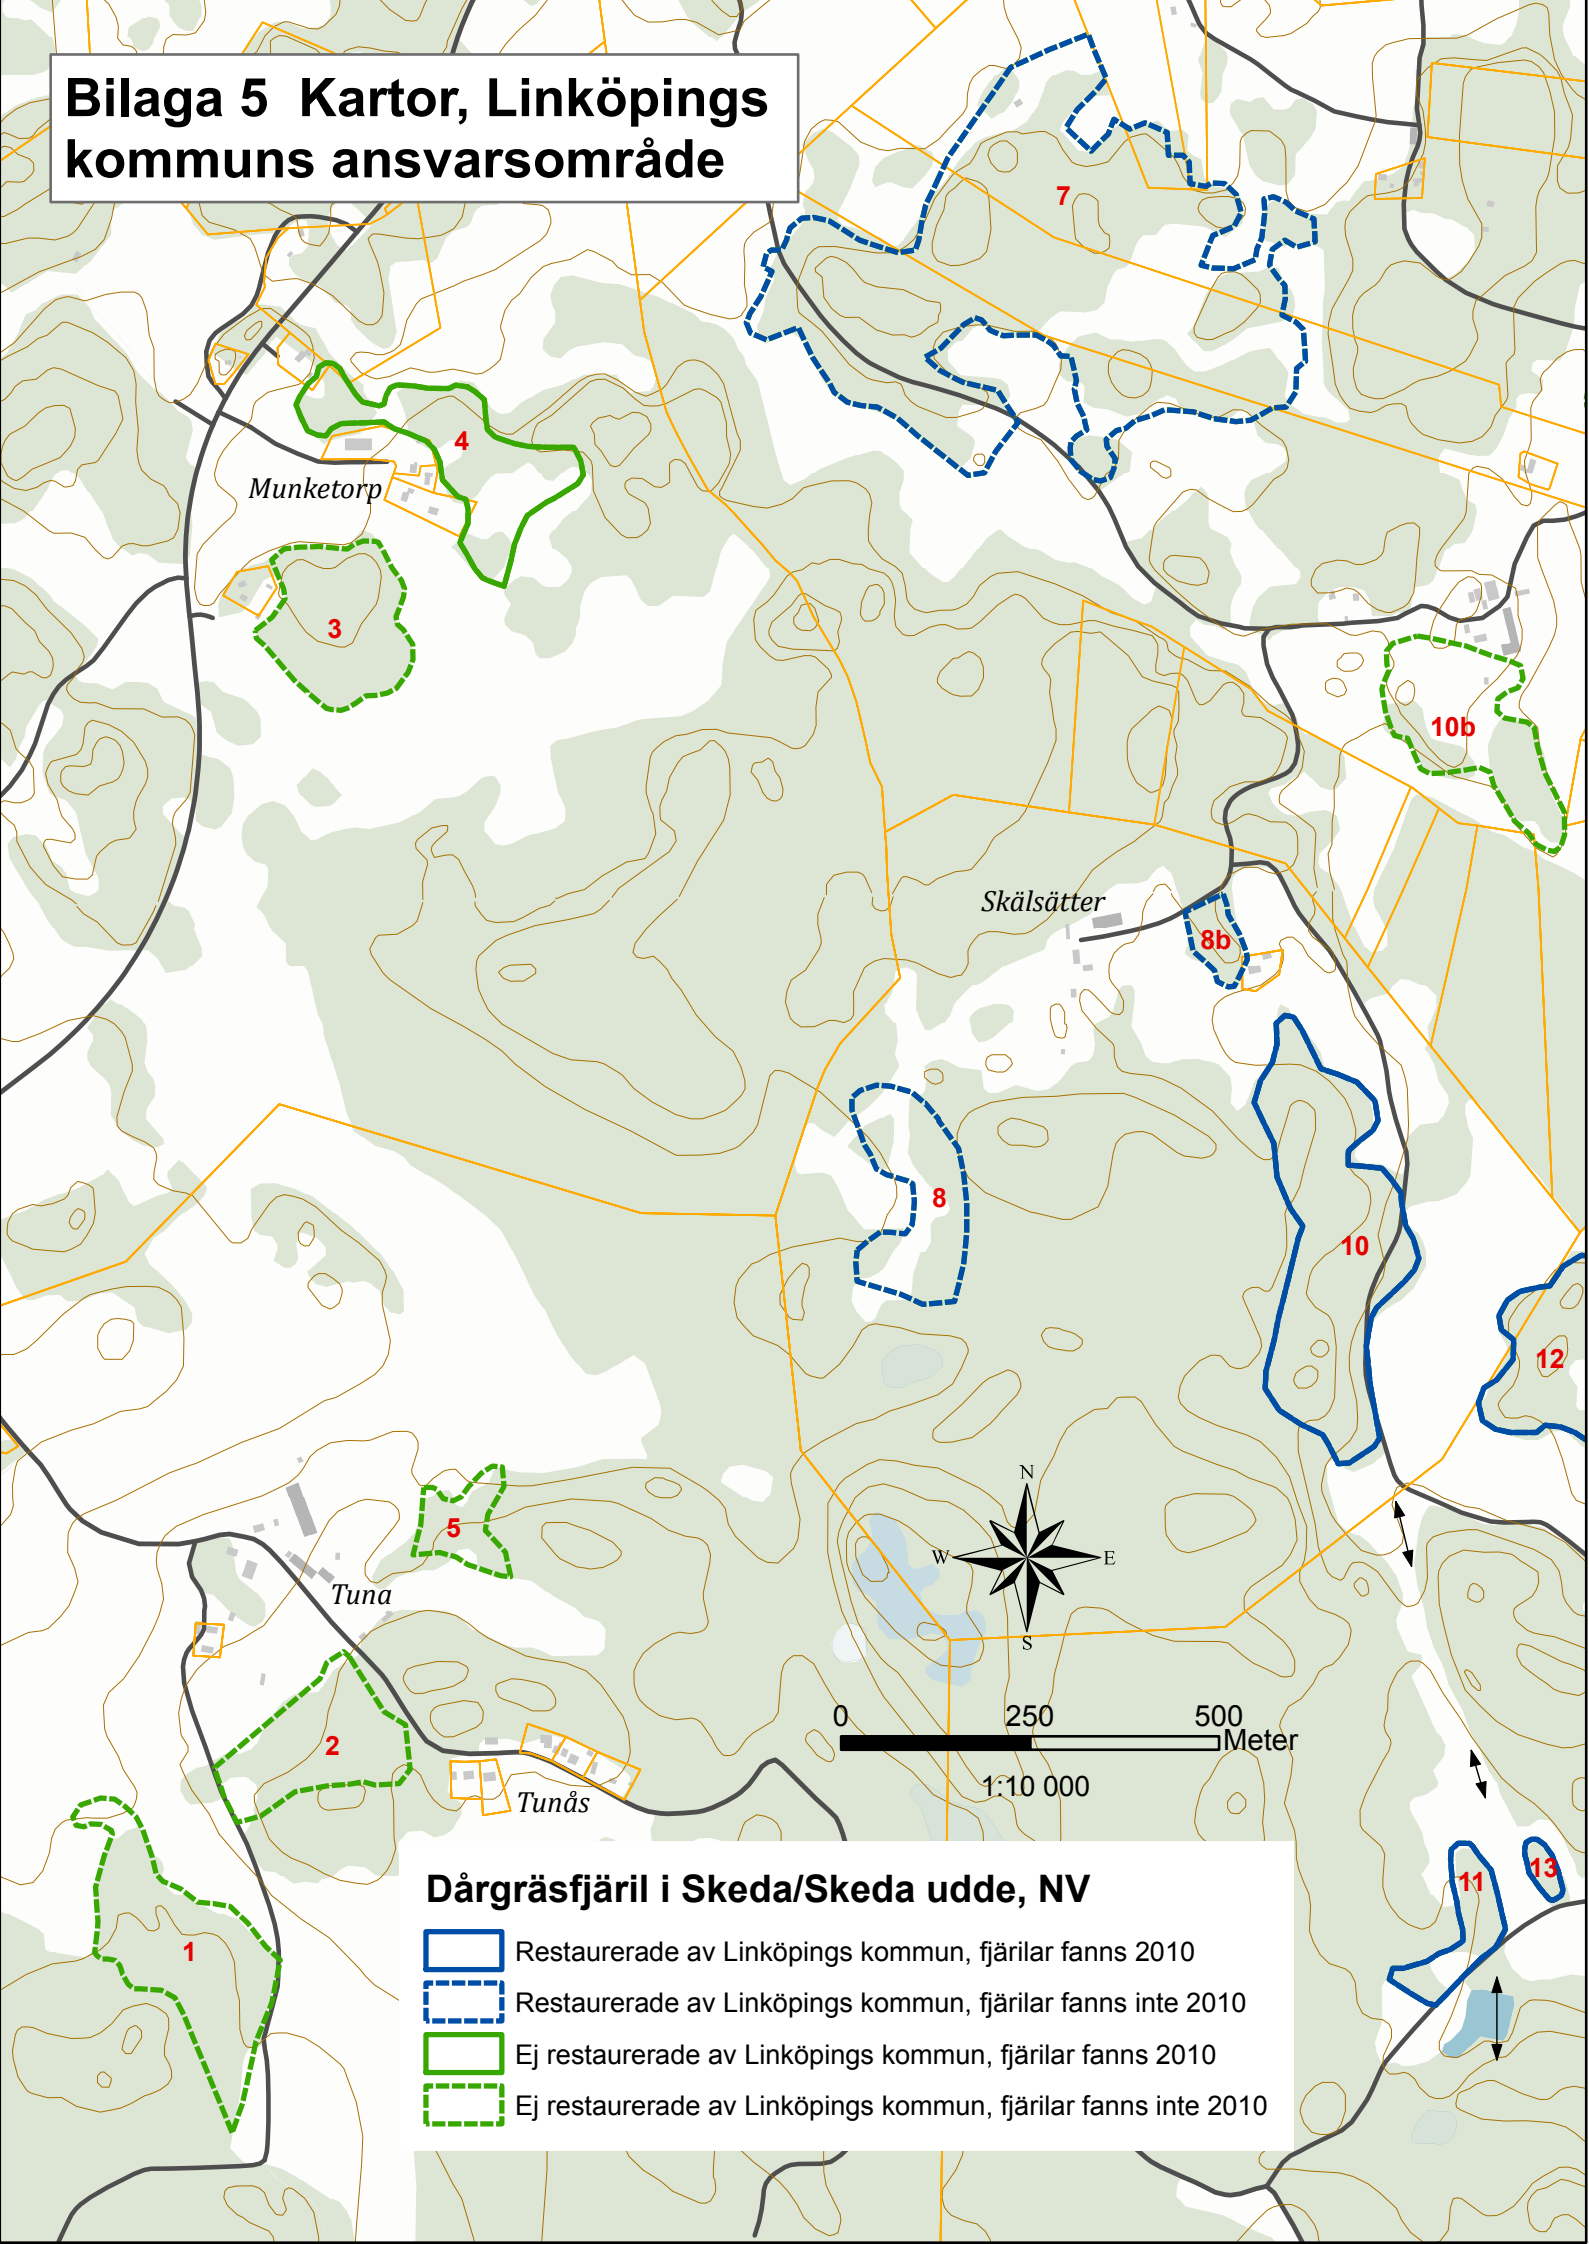 Bilaga 5 Kartor, Linköpings
kommuns ansvarsområde
7
4
Munketorp
3
10b
Skälsätter
8b
8
10
12
N
W
E
S
5
Tuna
2
Tunås
0 250 500
Meter
1:10 000
1
11
13
Dårgräsfjäril i Skeda/Skeda udde, NV
Restaurerade av Linköpings kommun, fjärilar fanns 2010
Restaurerade av Linköpings kommun, fjärilar fanns inte 2010
Ej restaurerade av Linköpings kommun, fjärilar fanns 2010
Ej restaurerade av Linköpings kommun, fjärilar fanns inte 2010